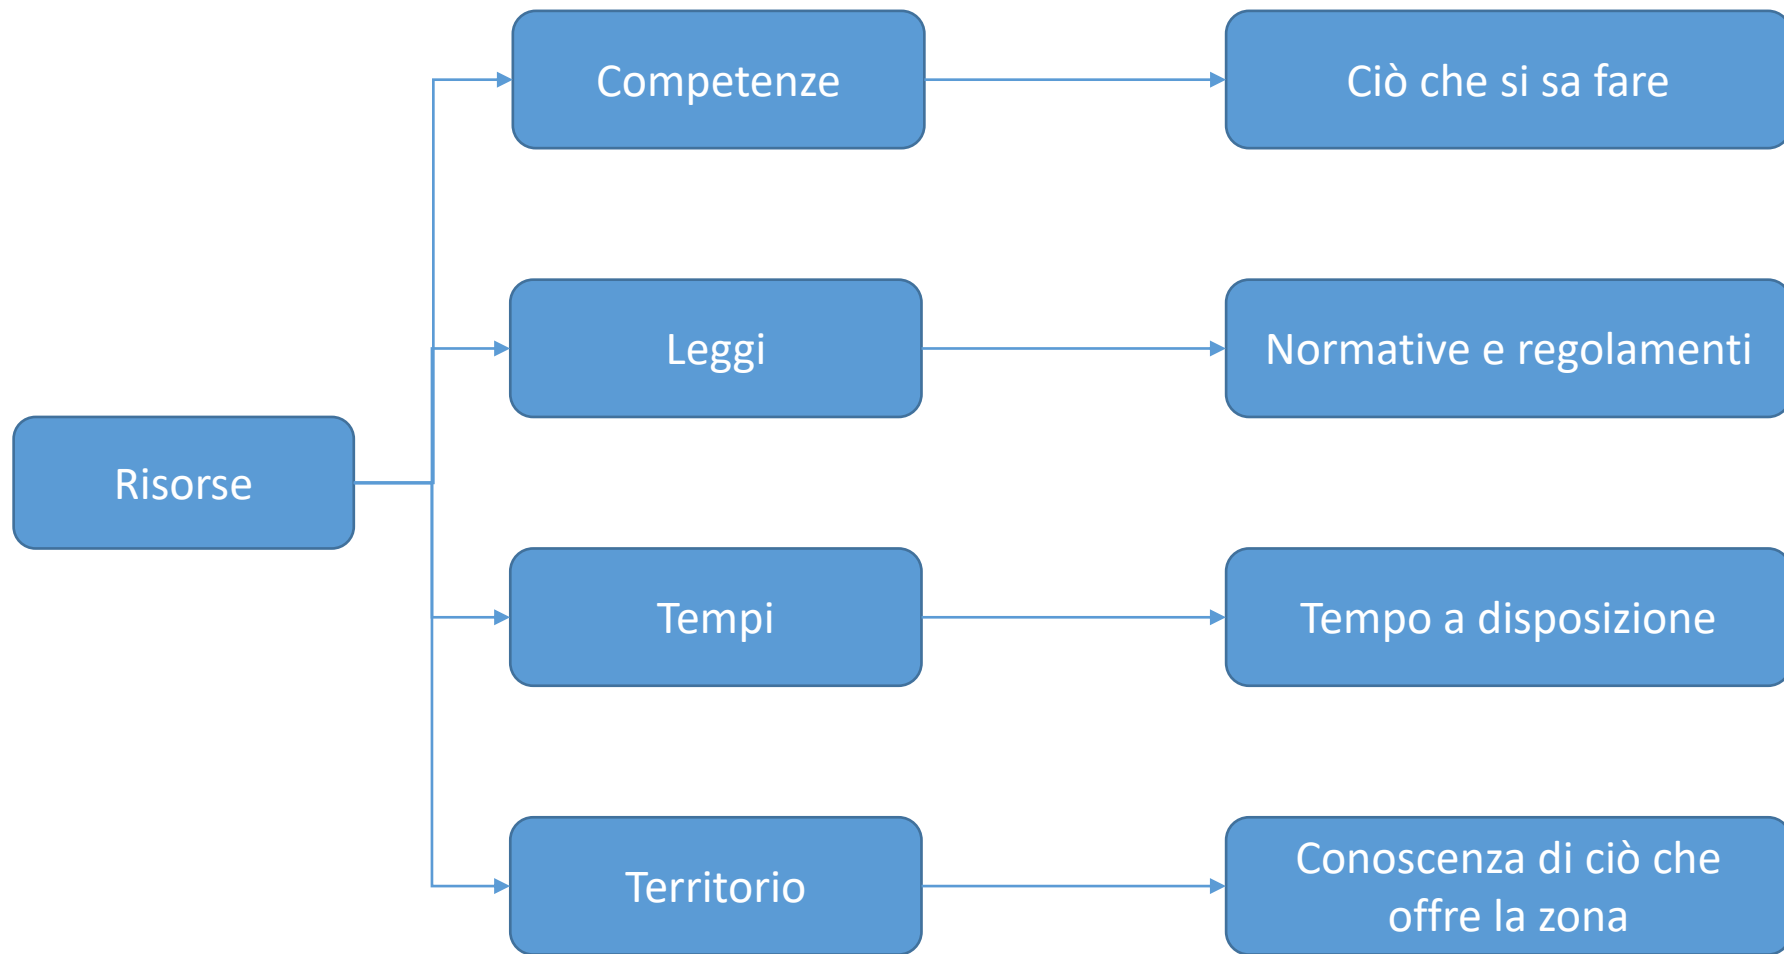 Competenze
Ciò che si sa fare
Leggi
Normative e regolamenti
Risorse
Tempi
Tempo a disposizione
Territorio
Conoscenza di ciò che
offre la zona